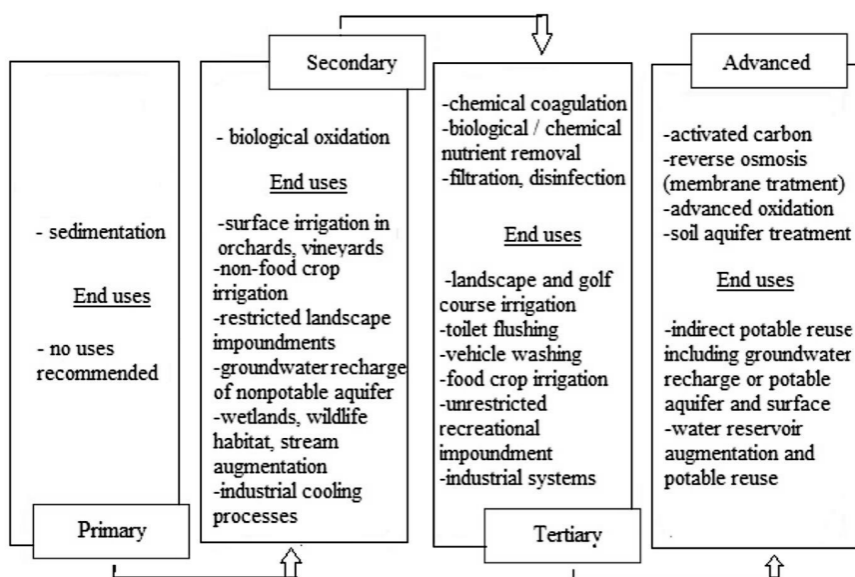 Primary
- sedimentation
End uses
- no uses
recommended
Secondary
- biological oxidation
End uses
-surface irrigation in
orchards, vineyards
-non-food crop
irrigation
-restricted landscape
impoundments
-groundwater recharge
of nonpotable aquifer
-wetlands, wildlife
habitat, stream
augmentation
-industrial cooling
processes
Tertiary
-chemical coagulation
-biological / chemical
nutrient removal
-filtration, disinfection
End uses
-landscape and golf
course irrigation
-toilet flushing
-vehicle washing
-food crop irrigation
-unrestricted
recreational
impoundment
-industrial systems
Advanced
-activated carbon
-reverse osmosis
(membrane tratment)
-advanced oxidation
-soil aquifer treatment
End uses
-indirect potable reuse
including groundwater
recharge or potable
aquifer and surface
-water reservoir
augmentation and
potable reuse